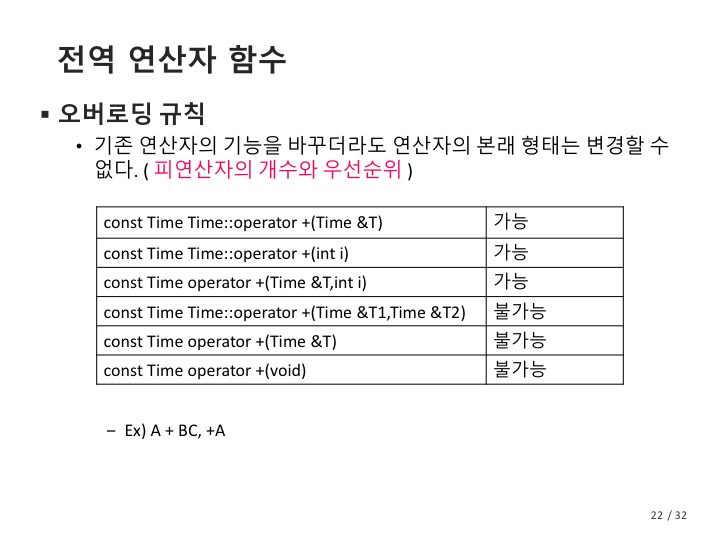 전역 연산자 함수
▪ 오버로딩 규칙
• 기존 연산자의 기능을 바꾸더라도 연산자의 본래 형태는 변경할 수
없다. ( 피연산자의 개수와 우선순위 )
const Time Time::operator +(Time &T) 가능
const Time Time::operator +(int i) 가능
const Time operator +(Time &T,int i) 가능
const Time Time::operator +(Time &T1,Time &T2) 불가능
const Time operator +(Time &T) 불가능
const Time operator +(void) 불가능
– Ex) A + BC, +A
22 / 32